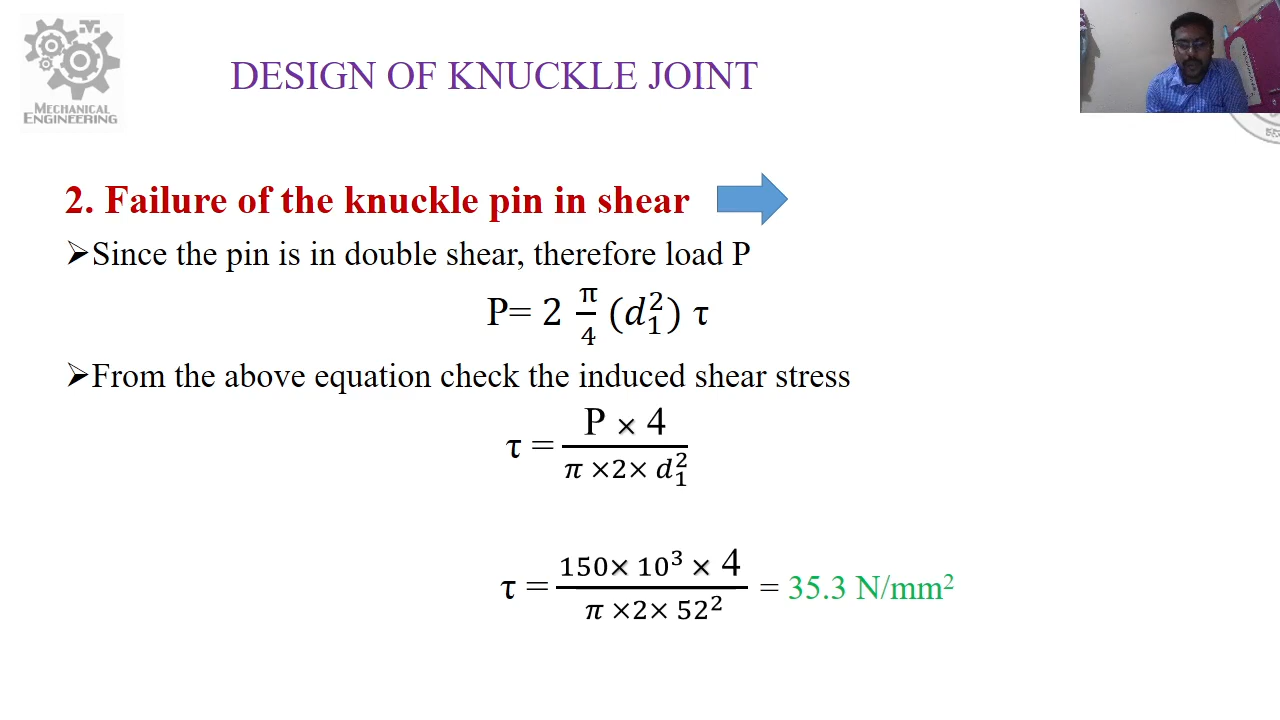 MECHANICAL
ENGINEERING
DESIGN OF KNUCKLE JOINT
2. Failure of the knuckle pin in shear
➢Since the pin is in double shear, therefore load P
P= 2 π/4 (d₁²) τ
➢From the above equation check the induced shear stress
τ = P × 4 / π ×2× d₁²
τ = 150× 10³ × 4 / π ×2× 52² = 35.3 N/mm²